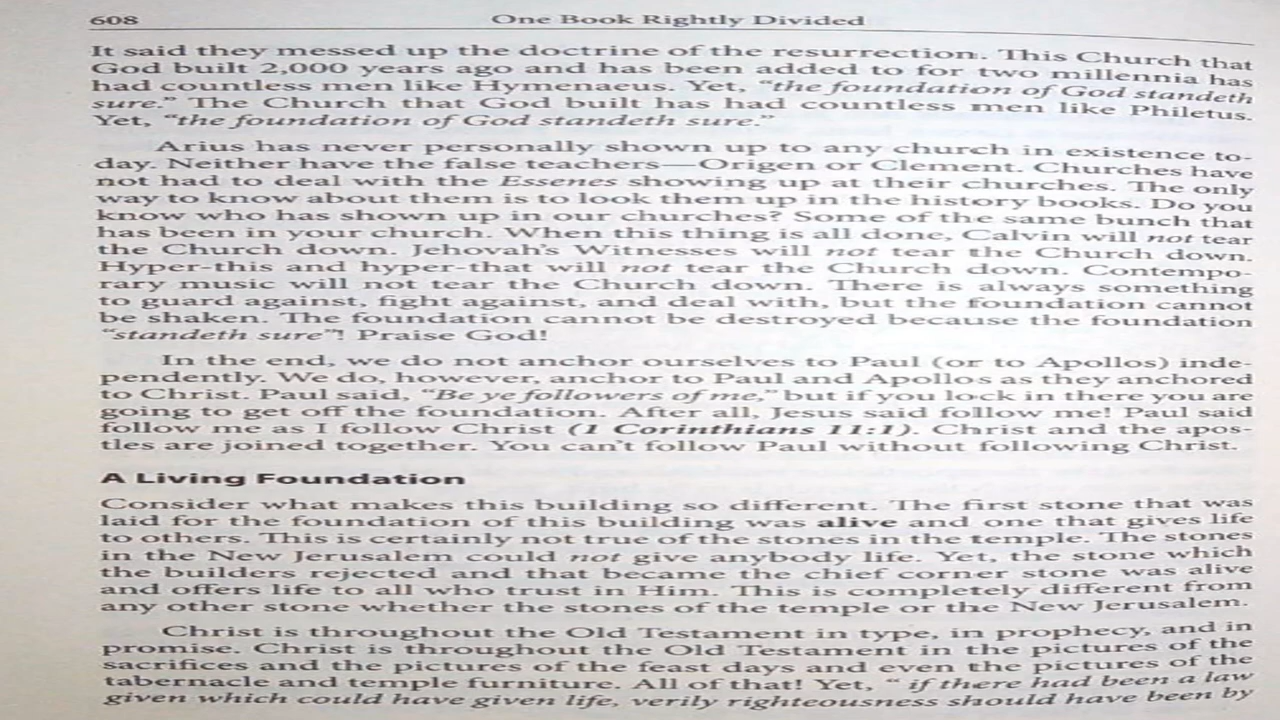 608
One Book Rightly Divided
It said they messed up the doctrine of the resurrection. This Church that
God built 2,000 years ago and has been added to for two millennia has
had countless men like Hymenaeus. Yet, “the foundation of God standeth
sure.” The Church that God built has had countless men like Philetus.
Yet, “the foundation of God standeth sure.”
Arius has never personally shown up to any church in existence to-
day. Neither have the false teachers—Origen or Clement. Churches have
not had to deal with the Essenes showing up at their churches. The only
way to know about them is to look them up in the history books. Do you
know who has shown up in our churches? Some of the same bunch that
has been in your church. When this thing is all done, Calvin will not tear
the Church down. Jehovah’s Witnesses will not tear the Church down.
Hyper-this and hyper-that will not tear the Church down. Contempo-
rary music will not tear the Church down. There is always something
to guard against, fight against, and deal with, but the foundation cannot
be shaken. The foundation cannot be destroyed because the foundation
“standeth sure”! Praise God!
In the end, we do not anchor ourselves to Paul (or to Apollos) inde-
pendently. We do, however, anchor to Paul and Apollos as they anchored
to Christ. Paul said, “Be ye followers of me,” but if you lock in there you are
going to get off the foundation. After all, Jesus said follow me! Paul said
follow me as I follow Christ (1 Corinthians 11:1). Christ and the apos-
tles are joined together. You can’t follow Paul without following Christ.
A Living Foundation
Consider what makes this building so different. The first stone that was
laid for the foundation of this building was alive and one that gives life
to others. This is certainly not true of the stones in the temple. The stones
in the New Jerusalem could not give anybody life. Yet, the stone which
the builders rejected and that became the chief corner stone was alive
and offers life to all who trust in Him. This is completely different from
any other stone whether the stones of the temple or the New Jerusalem.
Christ is throughout the Old Testament in type, in prophecy, and in
promise. Christ is throughout the Old Testament in the pictures of the
sacrifices and the pictures of the feast days and even the pictures of the
tabernacle and temple furniture. All of that! Yet, “ if there had been a law
given which could have given life, verily righteousness should have been by